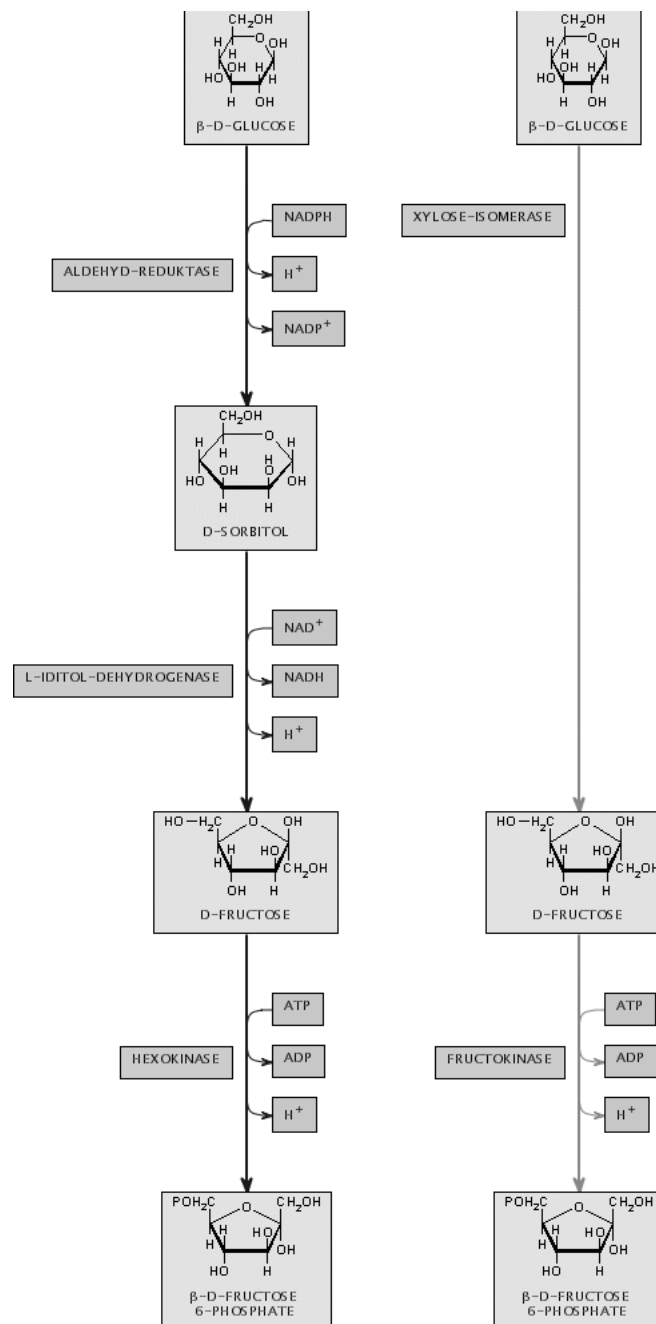 β-D-GLUCOSE
β-D-GLUCOSE
NADPH
XYLOSE-ISOMERASE
ALDEHYD-REDUKTASE
H+
NADP+
D-SORBITOL
NAD+
L-IDITOL-DEHYDROGENASE
NADH
H+
D-FRUCTOSE
D-FRUCTOSE
ATP
ATP
HEXOKINASE
ADP
FRUCTOKINASE
ADP
H+
H+
β-D-FRUCTOSE
6-PHOSPHATE
β-D-FRUCTOSE
6-PHOSPHATE